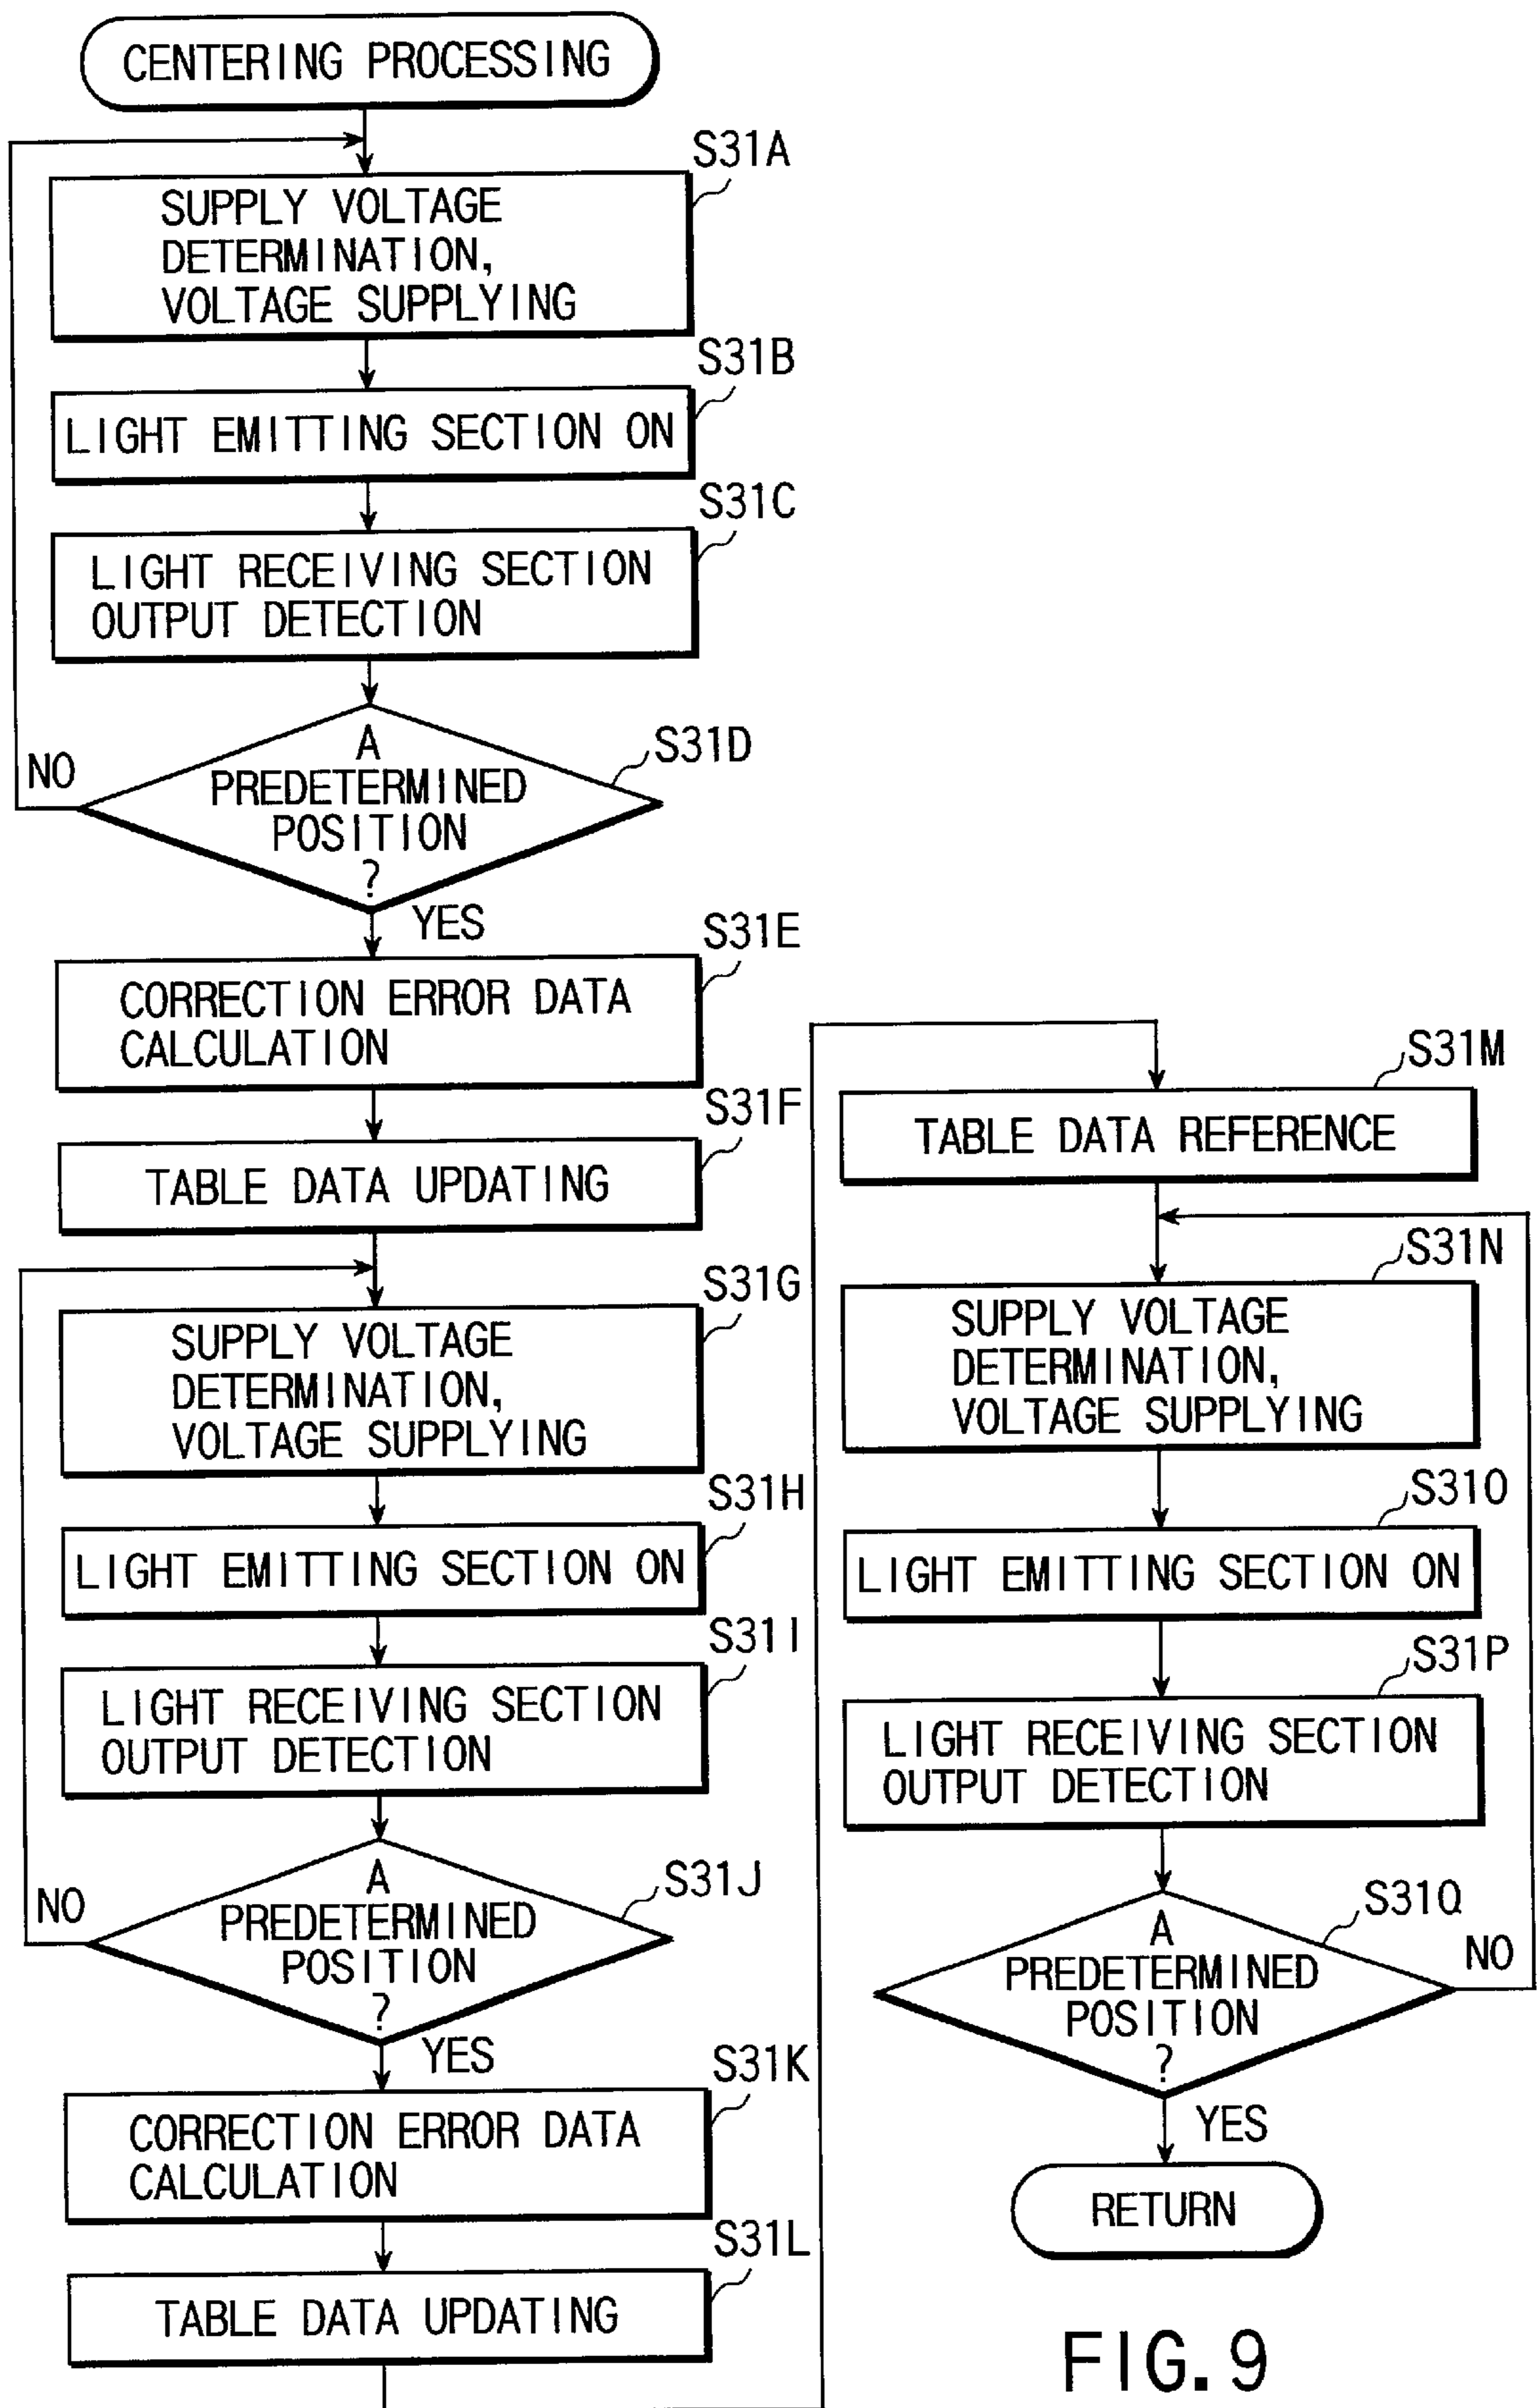 CENTERING PROCESSING
S31A
SUPPLY VOLTAGE
DETERMINATION,
VOLTAGE SUPPLYING
S31B
LIGHT EMITTING SECTION ON
S31C
LIGHT RECEIVING SECTION
OUTPUT DETECTION
S31D
A
PREDETERMINED
POSITION
?
NO
YES
S31E
CORRECTION ERROR DATA
CALCULATION
S31F
TABLE DATA UPDATING
S31G
SUPPLY VOLTAGE
DETERMINATION,
VOLTAGE SUPPLYING
S31H
LIGHT EMITTING SECTION ON
S31I
LIGHT RECEIVING SECTION
OUTPUT DETECTION
S31J
A
PREDETERMINED
POSITION
?
NO
YES
S31K
CORRECTION ERROR DATA
CALCULATION
S31L
TABLE DATA UPDATING
S31M
TABLE DATA REFERENCE
S31N
SUPPLY VOLTAGE
DETERMINATION,
VOLTAGE SUPPLYING
S31O
LIGHT EMITTING SECTION ON
S31P
LIGHT RECEIVING SECTION
OUTPUT DETECTION
S31Q
A
PREDETERMINED
POSITION
?
NO
YES
RETURN
FIG. 9